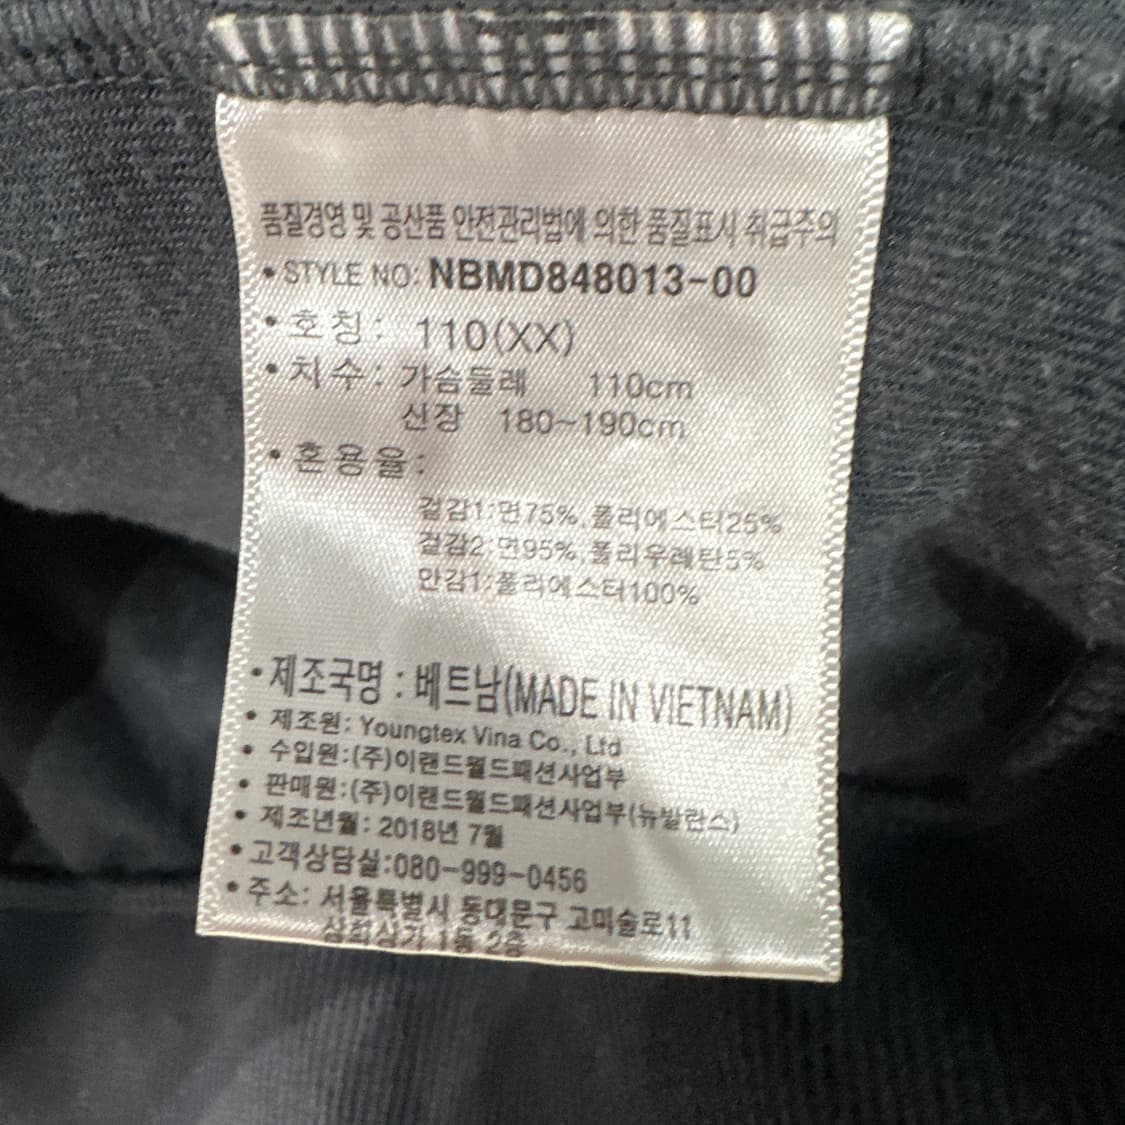 품질경영 및 공산품 안전관리법에 의한 품질표시 취급주의
• STYLE NO: NBMD848013-00
• 호칭: 110(XX)
• 치수: 가슴둘레 110cm
신장 180~190cm
• 혼용율:
겉감1:면75%,폴리에스터25%
겉감2:면95%,폴리우레탄5%
안감1:폴리에스터100%
• 제조국명 : 베트남(MADE IN VIETNAM)
• 제조원: Youngtex Vina Co., Ltd
• 수입원:(주)이랜드월드패션사업부
• 판매원:(주)이랜드월드패션사업부(뉴발란스)
• 제조년월: 2018년 7월
• 고객상담실:080-999-0456
• 주소: 서울특별시 동대문구 고미술로11
1동 2층